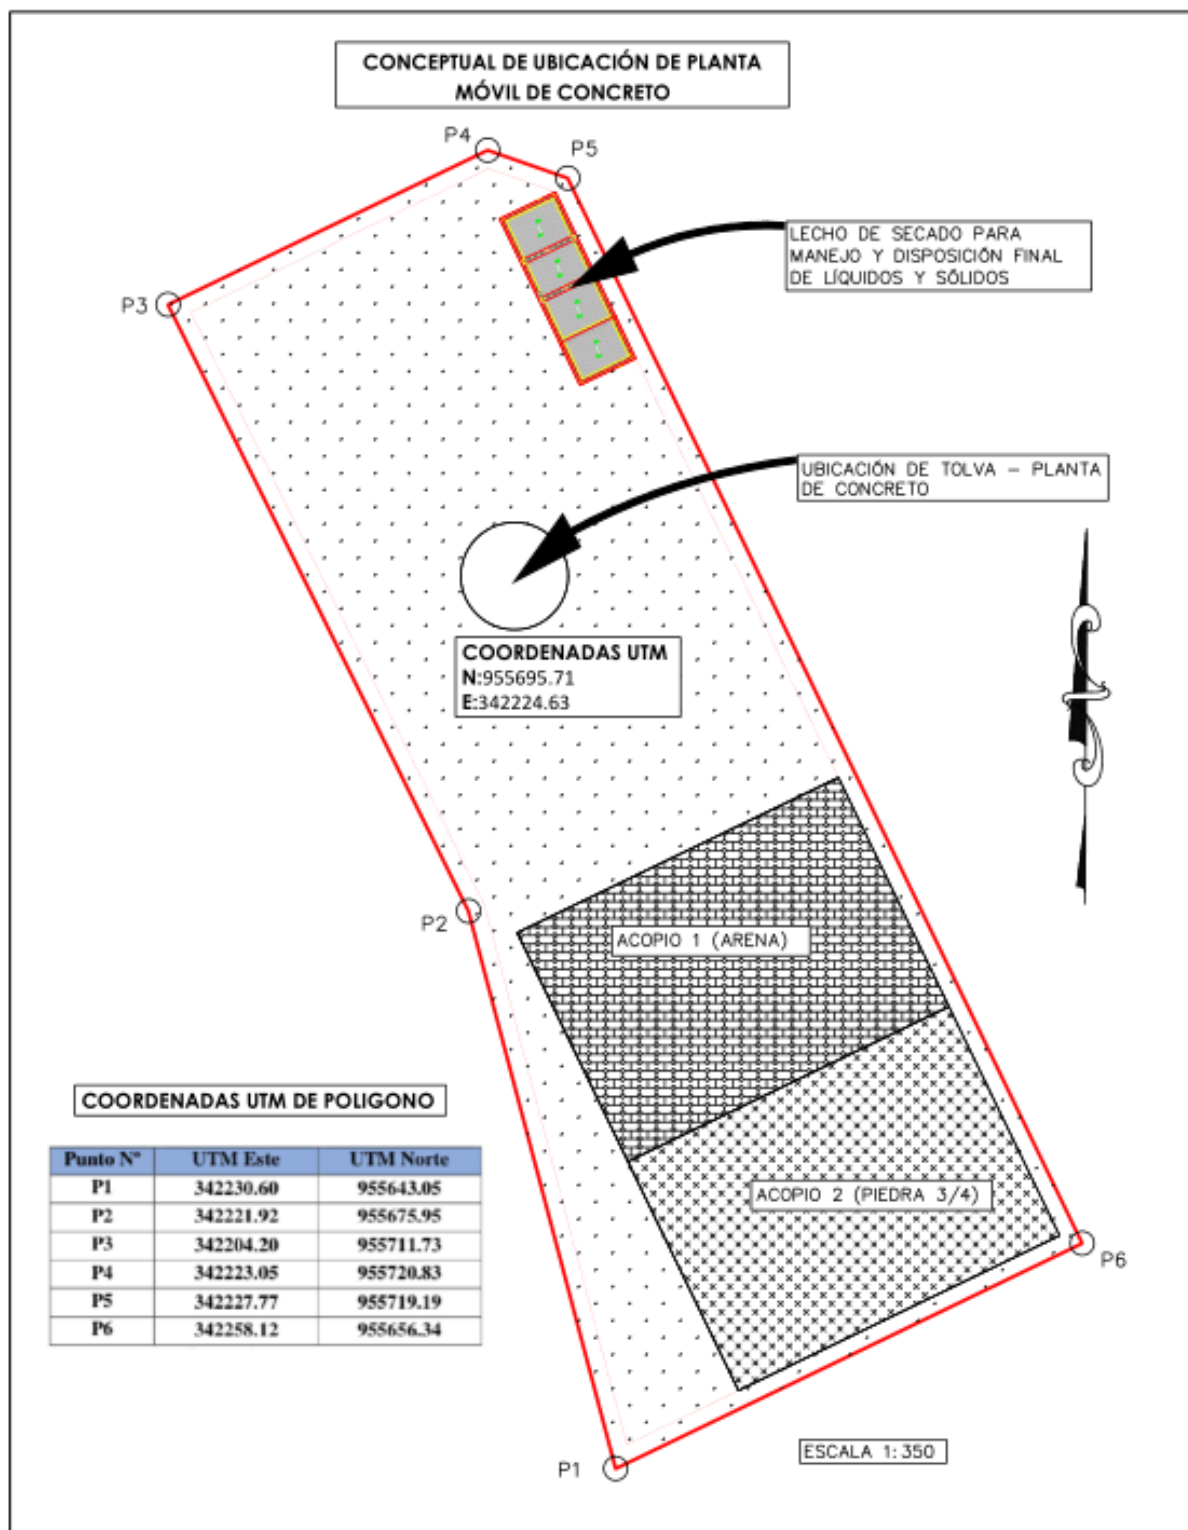 CONCEPTUAL DE UBICACIÓN DE PLANTA
MÓVIL DE CONCRETO
P4
P5
LECHO DE SECADO PARA
MANEJO Y DISPOSICIÓN FINAL
DE LÍQUIDOS Y SÓLIDOS
P3
UBICACIÓN DE TOLVA – PLANTA
DE CONCRETO
COORDENADAS UTM
N:955695.71
E:342224.63
P2
ACOPIO 1 (ARENA)
COORDENADAS UTM DE POLIGONO
Punto Nº UTM Este UTM Norte
P1 342230.60 955643.05
P2 342221.92 955675.95
P3 342204.20 955711.73
P4 342223.05 955720.83
P5 342227.77 955719.19
P6 342258.12 955656.34
ACOPIO 2 (PIEDRA 3/4)
P6
ESCALA 1:350
P1